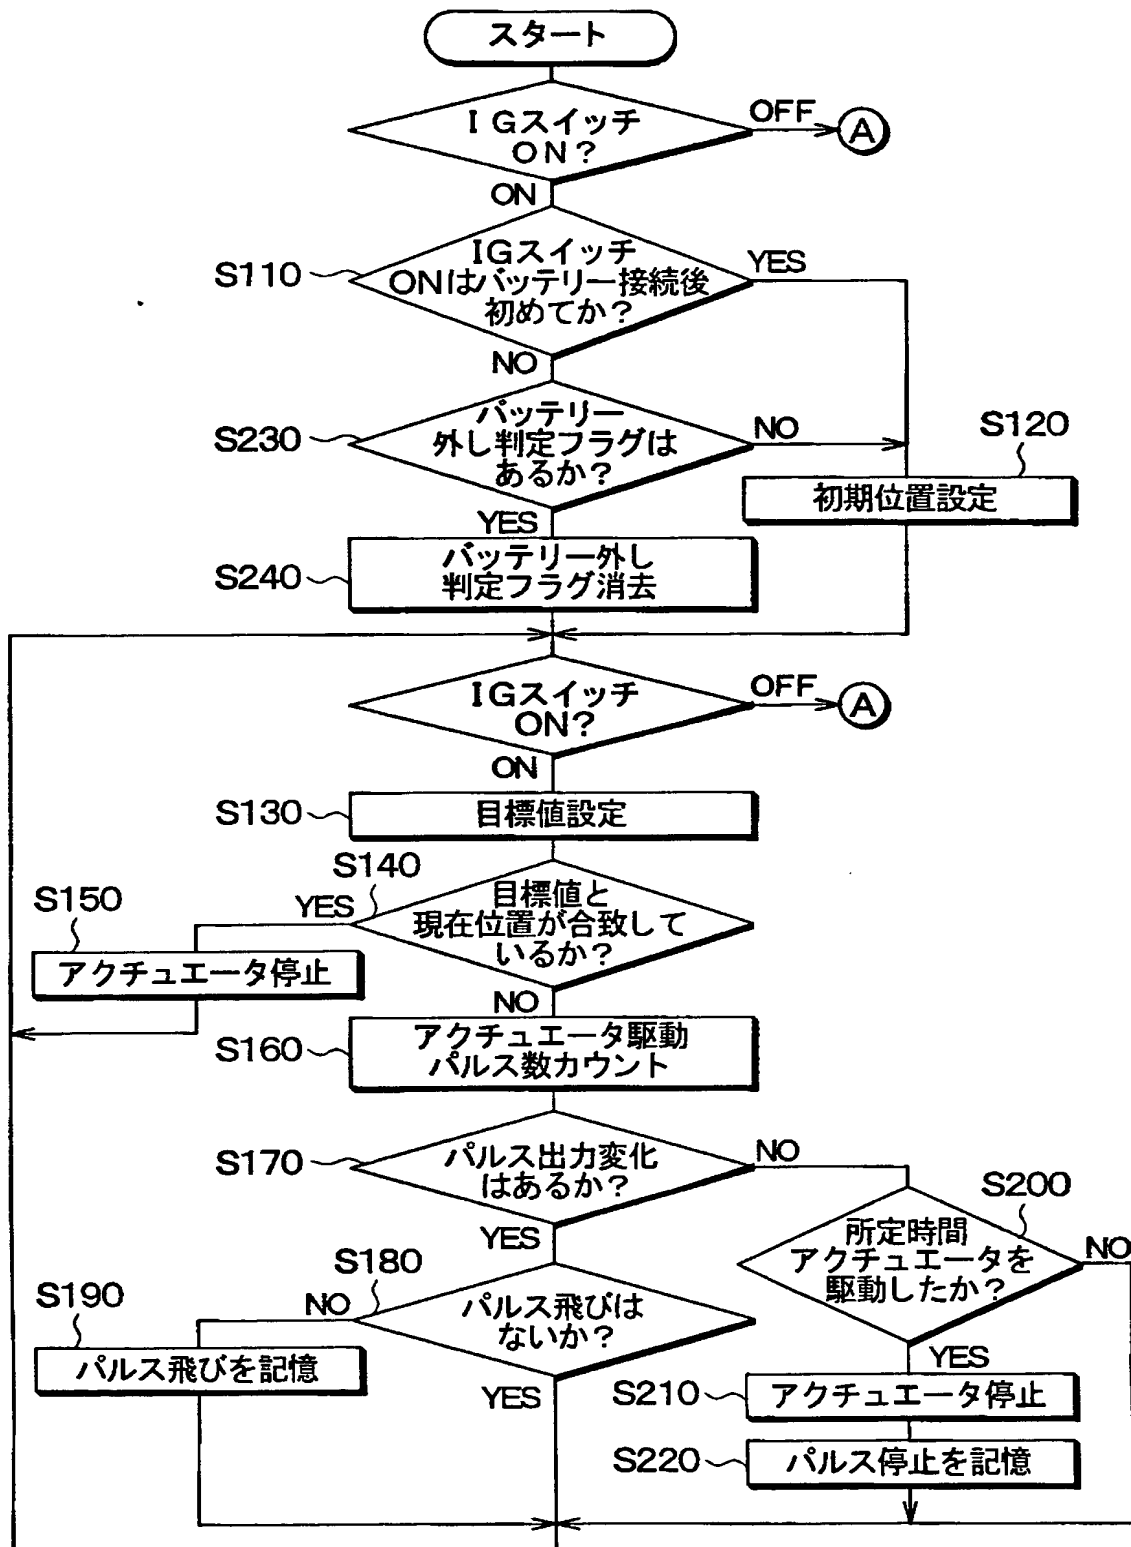 スタート
IGスイッチ
ON?
OFF
A
ON
S110
IGスイッチ
ONはバッテリー接続後
初めてか?
YES
NO
S230
バッテリー
外し判定フラグは
あるか?
NO
S120
初期位置設定
YES
S240
バッテリー外し
判定フラグ消去
IGスイッチ
ON?
OFF
A
ON
S130
目標値設定
S140
目標値と
現在位置が合致して
いるか?
YES
S150
アクチュエータ停止
NO
S160
アクチュエータ駆動
パルス数カウント
S170
パルス出力変化
はあるか?
NO
YES
S200
所定時間
アクチュエータを
駆動したか?
NO
S180
パルス飛びは
ないか?
NO
S190
パルス飛びを記憶
YES
YES
S210
アクチュエータ停止
S220
パルス停止を記憶